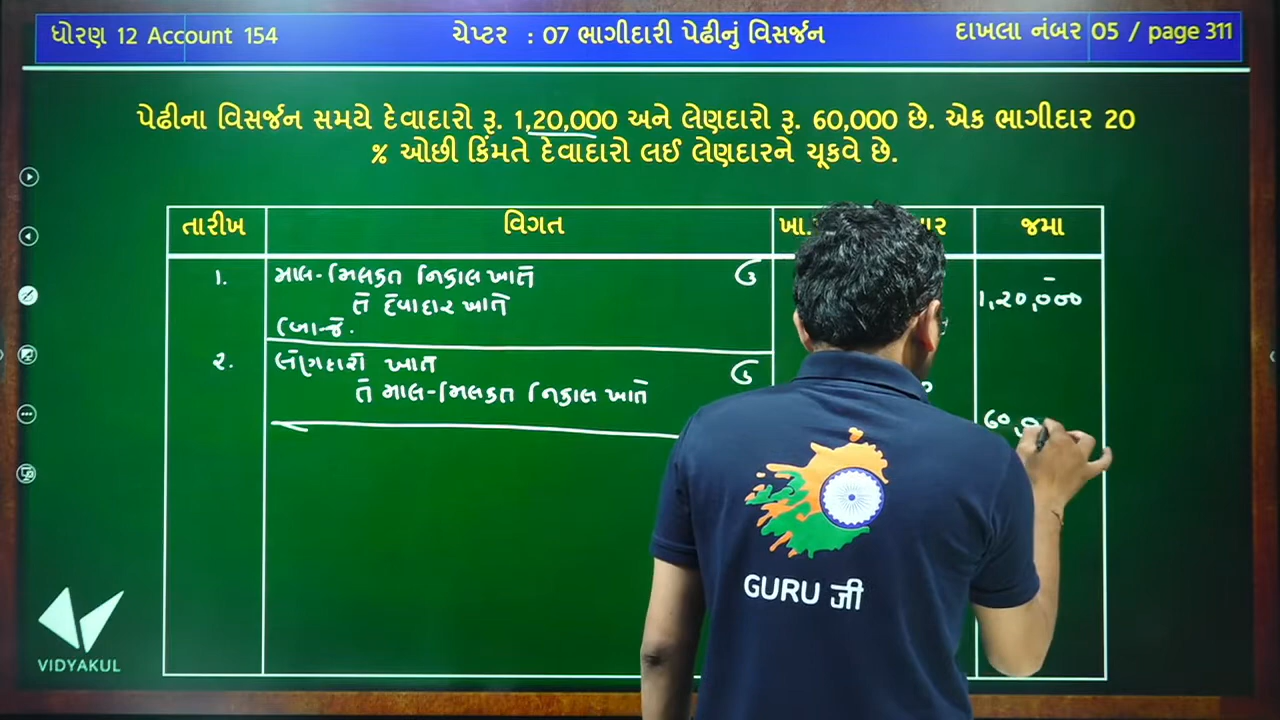 ધોરણ 12 Account 154
ચેપ્ટર : 07 ભાગીદારી પેઢીનું વિસર્જન
દાખલા નંબર 05 / page 311
પેઢીના વિસર્જન સમયે દેવાદારો રૂ. 1,20,000 અને લેણદારો રૂ. 60,000 છે. એક ભાગીદાર 20
% ઓછી કિંમતે દેવાદારો લઈ લેણદારને ચૂકવે છે.
તારીખ વિગત ખા. જમા
૧. માલ-મિલકત નિકાલ ખાતે ઉ
તે દેવાદાર ખાતે 1,20,000
૨. લેણદારો ખાતે ઉ
તે માલ-મિલકત નિકાલ ખાતે
VIDYAKUL
GURU जी